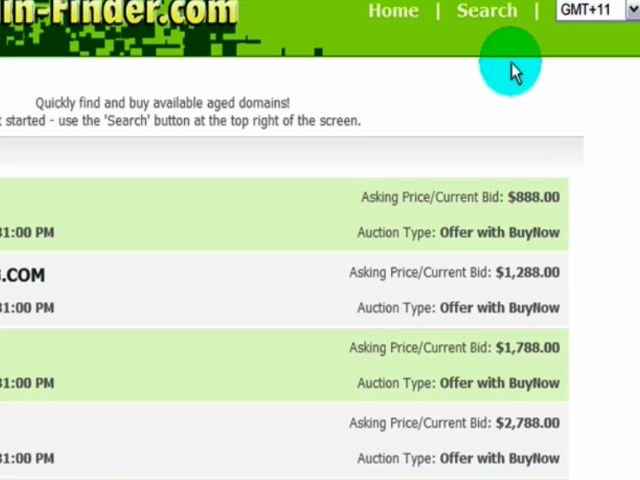 in-Finder.com
Home | Search | GMT+11
Quickly find and buy available aged domains!
t started - use the 'Search' button at the top right of the screen.
Asking Price/Current Bid: $888.00
31:00 PM Auction Type: Offer with BuyNow
.COM Asking Price/Current Bid: $1,288.00
31:00 PM Auction Type: Offer with BuyNow
Asking Price/Current Bid: $1,788.00
31:00 PM Auction Type: Offer with BuyNow
Asking Price/Current Bid: $2,788.00
31:00 PM Auction Type: Offer with BuyNow